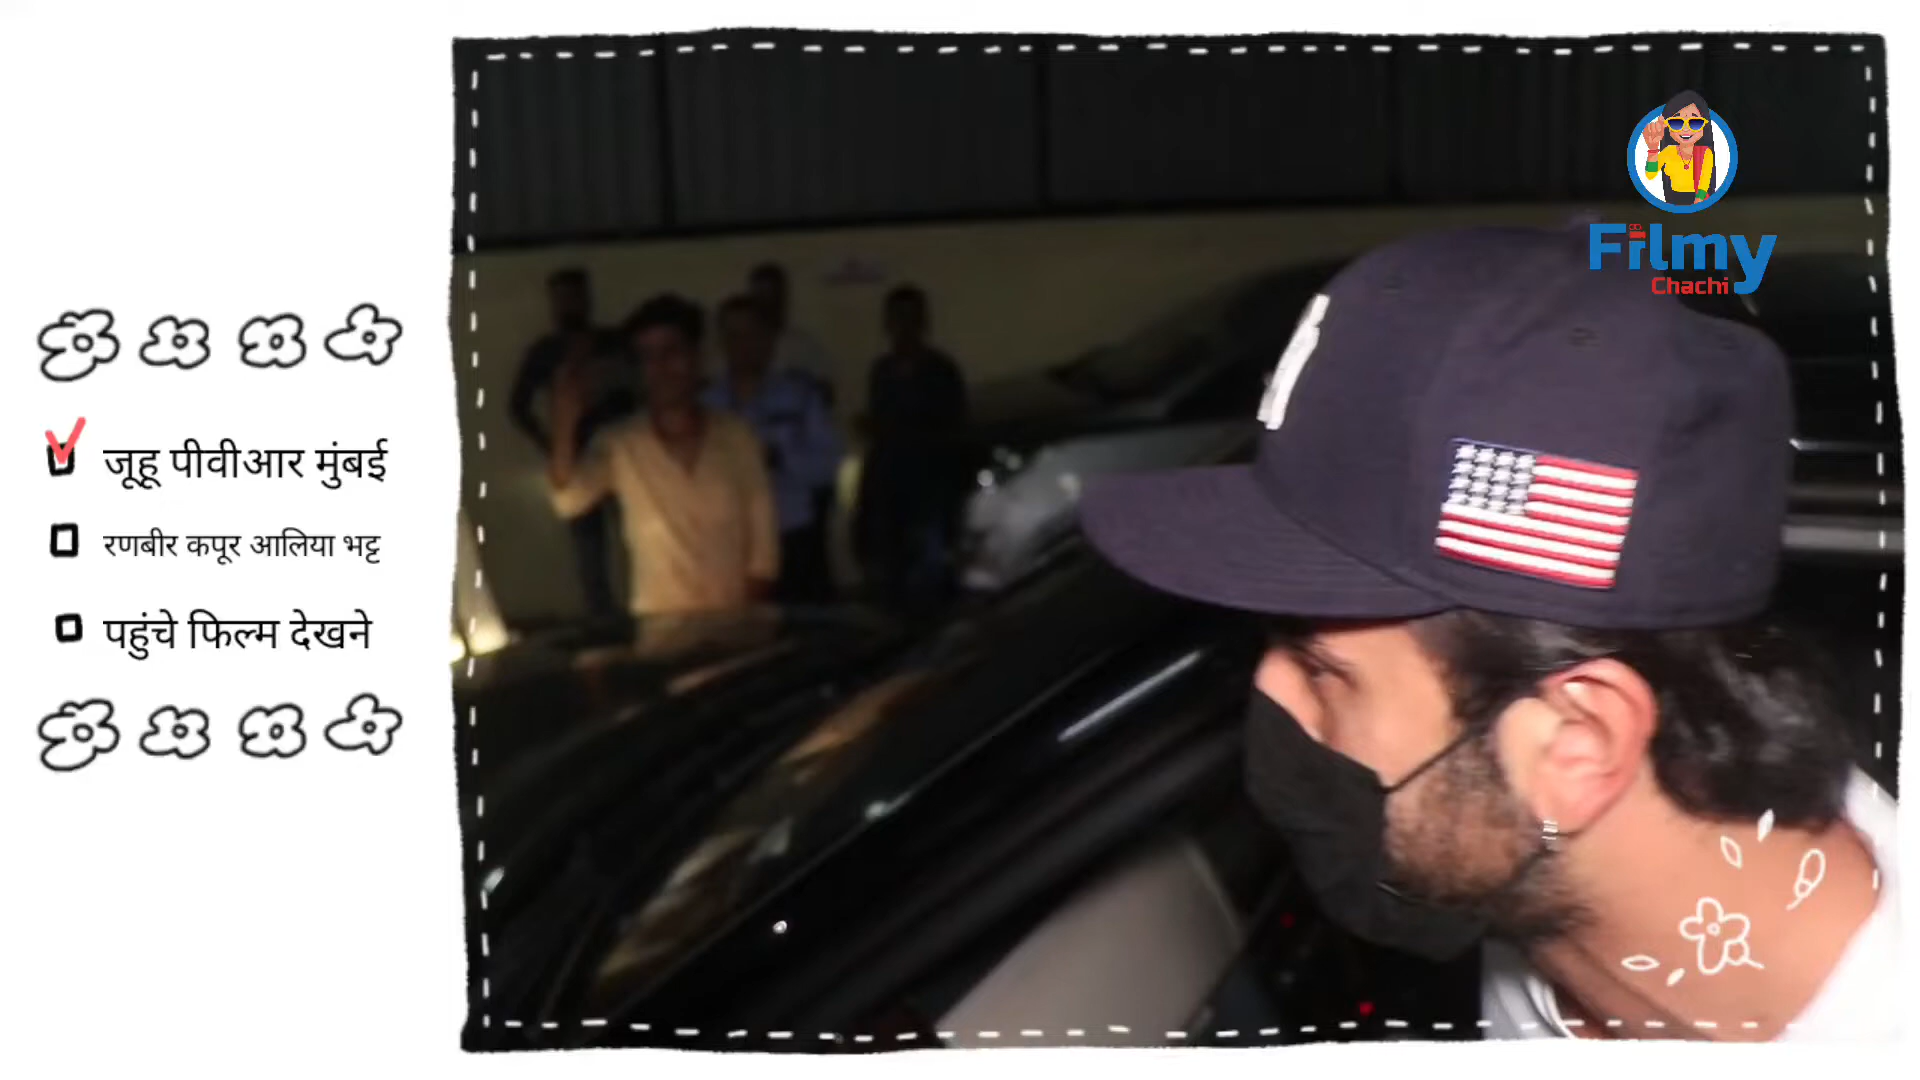 जूहू पीवीआर मुंबई
रणबीर कपूर आलिया भट्ट
पहुंचे फिल्म देखने
Filmy
Chachi